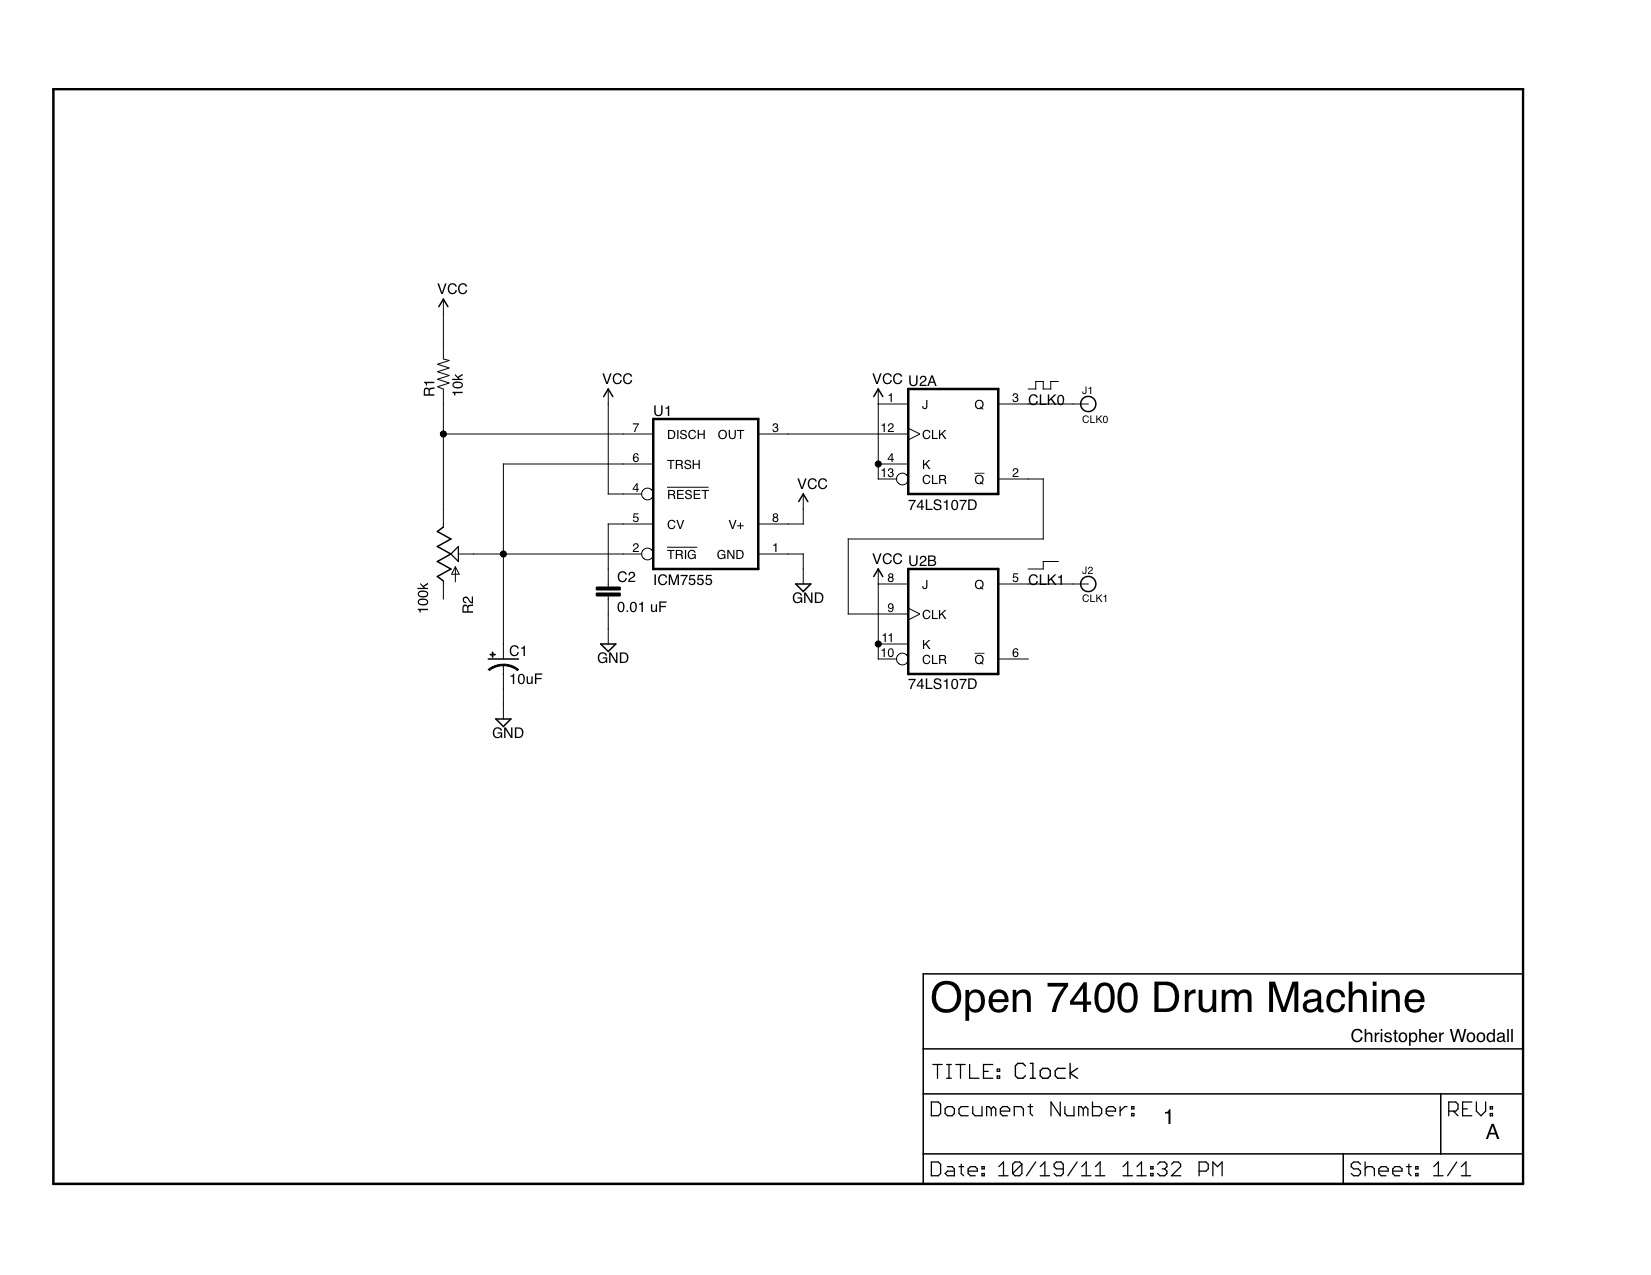 VCC
R1
10k
100k
R2
C1
10uF
GND
VCC
U1
7 DISCH OUT 3
6 TRSH
4 RESET
5 CV V+ 8
2 TRIG GND 1
ICM7555
C2
0.01 uF
GND
VCC
GND
VCC U2A
1 J Q 3
12 CLK
4 K
13 CLR Q 2
74LS107D
CLK0
J1
CLK0
VCC U2B
8 J Q 5
9 CLK
11 K
10 CLR Q 6
74LS107D
CLK1
J2
CLK1
Open 7400 Drum Machine
Christopher Woodall
TITLE: Clock
Document Number: 1
REV:
A
Date: 10/19/11 11:32 PM
Sheet: 1/1